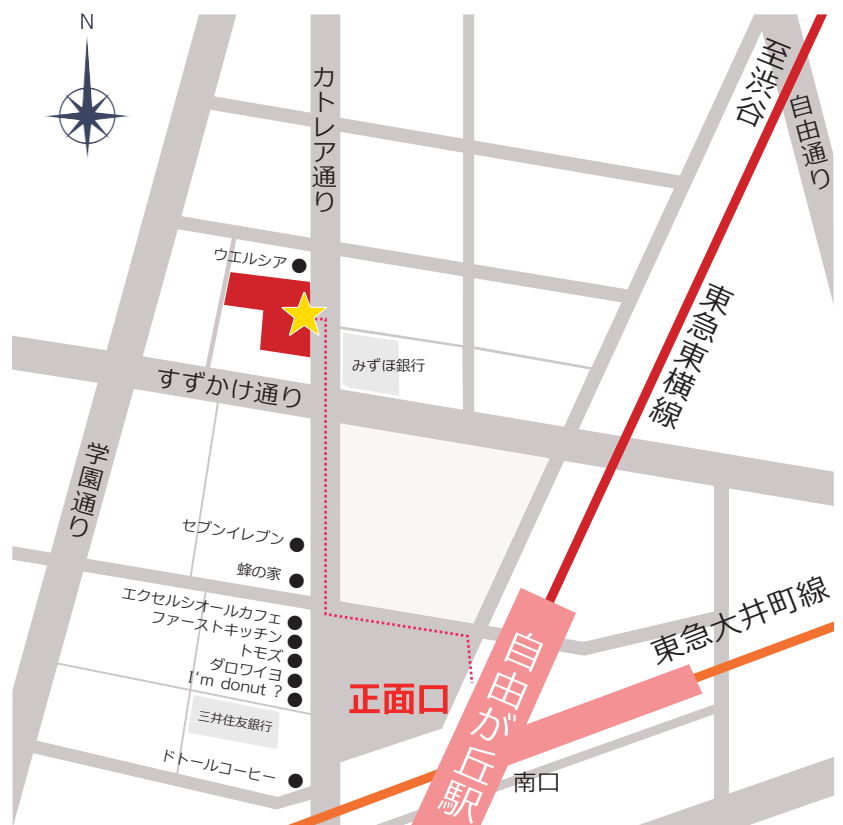 N
カトレア通り
至渋谷
自由通り
ウエルシア
東急東横線
みずほ銀行
すずかけ通り
学園通り
セブンイレブン
蜂の家
エクセルシオールカフェ
ファーストキッチン
トモズ
ダロワイヨ
I'm donut ?
東急大井町線
自由が丘駅
正面口
三井住友銀行
ドトールコーヒー
南口